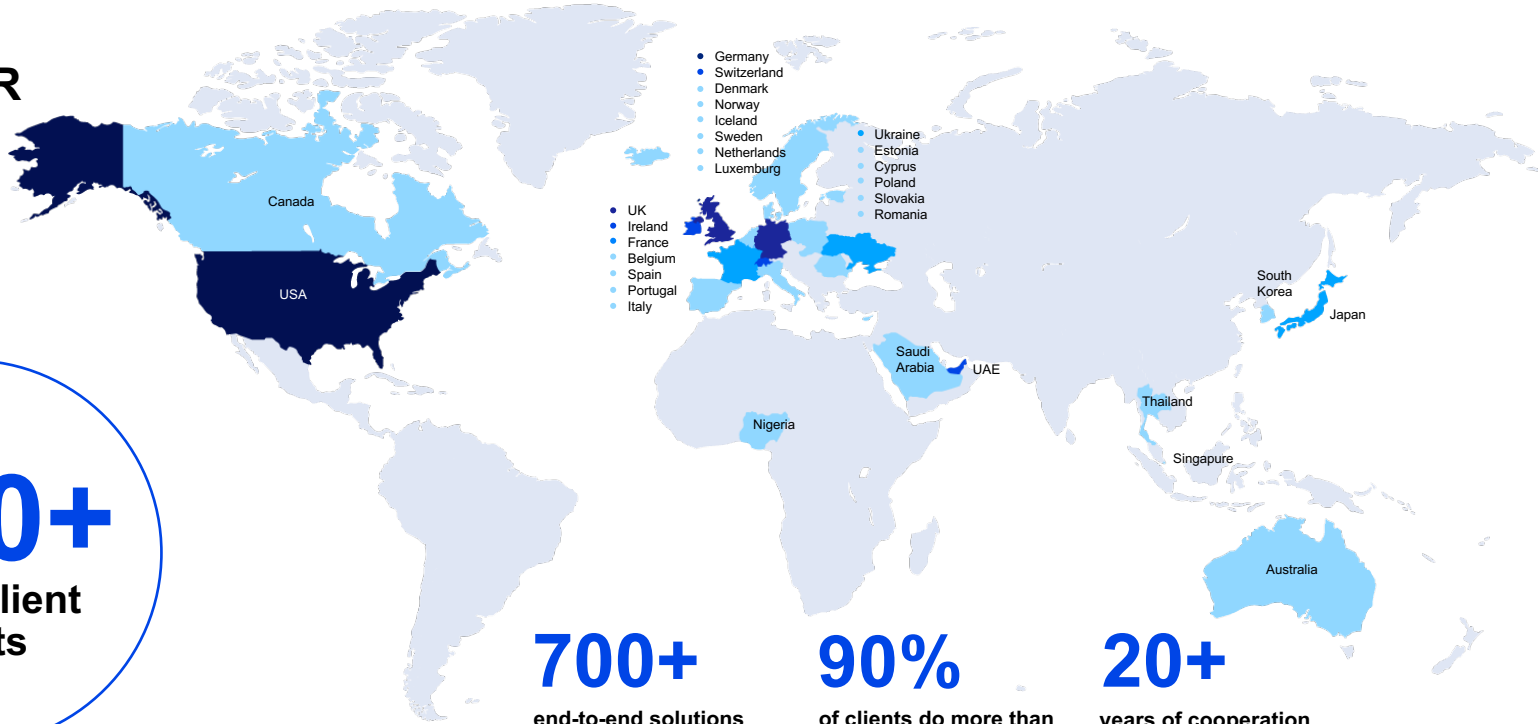 R
Germany
Switzerland
Denmark
Norway
Iceland
Sweden
Netherlands
Luxemburg
Ukraine
Estonia
Cyprus
Poland
Slovakia
Romania
UK
Ireland
France
Belgium
Spain
Portugal
Italy
Canada
USA
South
Korea
Japan
Saudi
Arabia
UAE
Thailand
Nigeria
Singapure
Australia
0+
lient
ts
700+
end-to-end solutions
90%
of clients do more than
20+
years of cooperation